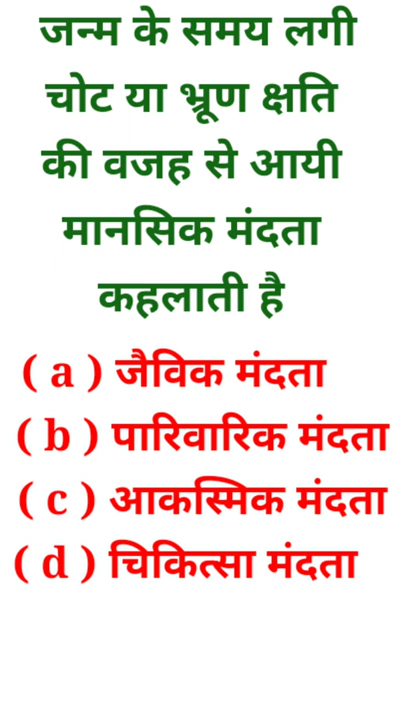 जन्म के समय लगी
चोट या भ्रूण क्षति
की वजह से आयी
मानसिक मंदता
कहलाती है
( a ) जैविक मंदता
( b ) पारिवारिक मंदता
( c ) आकस्मिक मंदता
( d ) चिकित्सा मंदता